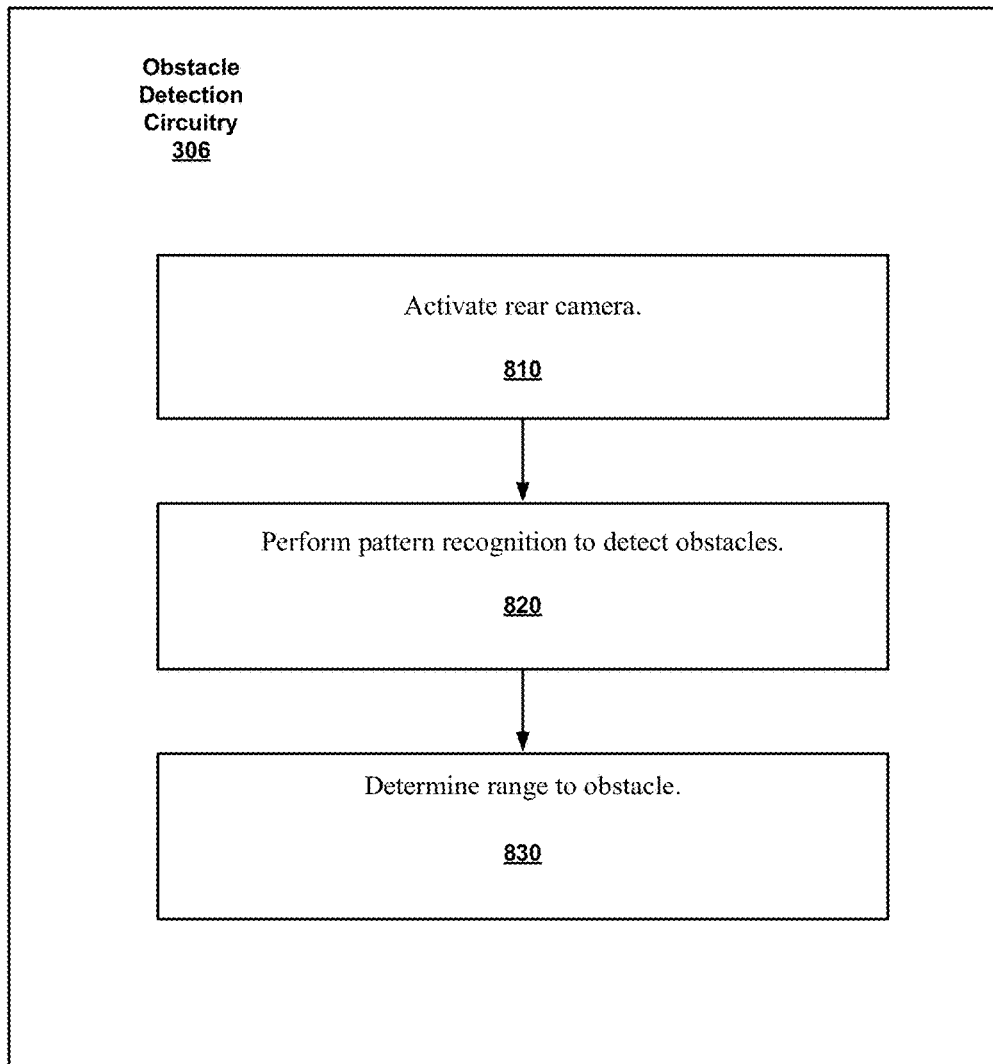 Obstacle
Detection
Circuitry
306
Activate rear camera.
810
Perform pattern recognition to detect obstacles.
820
Determine range to obstacle.
830